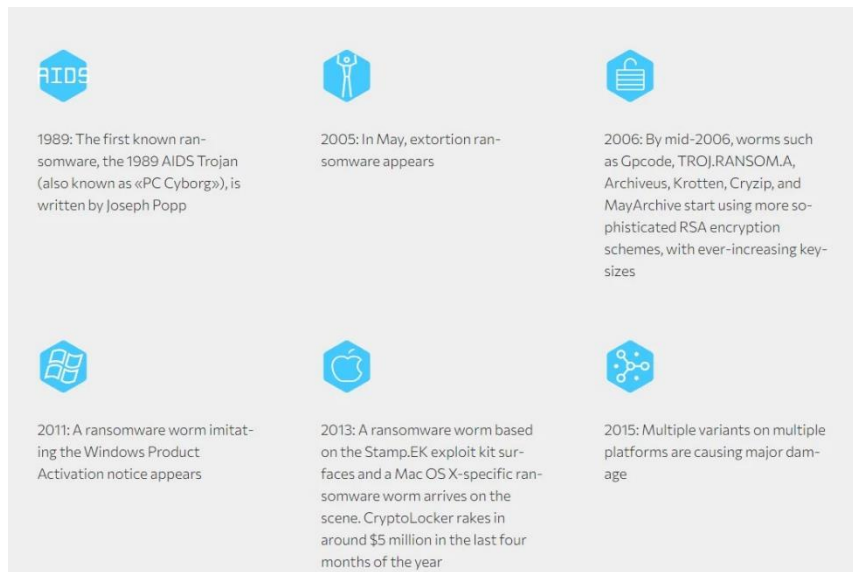 AIDS
1989: The first known ran-
somware, the 1989 AIDS Trojan
(also known as «PC Cyborg»), is
written by Joseph Popp
2005: In May, extortion ran-
somware appears
2006: By mid-2006, worms such
as Gpcode, TROJ.RANSOM.A,
Archiveus, Krotten, Cryzip, and
MayArchive start using more so-
phisticated RSA encryption
schemes, with ever-increasing key-
sizes
2011: A ransomware worm imitat-
ing the Windows Product
Activation notice appears
2013: A ransomware worm based
on the Stamp.EK exploit kit sur-
faces and a Mac OS X-specific ran-
somware worm arrives on the
scene. CryptoLocker rakes in
around $5 million in the last four
months of the year
2015: Multiple variants on multiple
platforms are causing major dam-
age